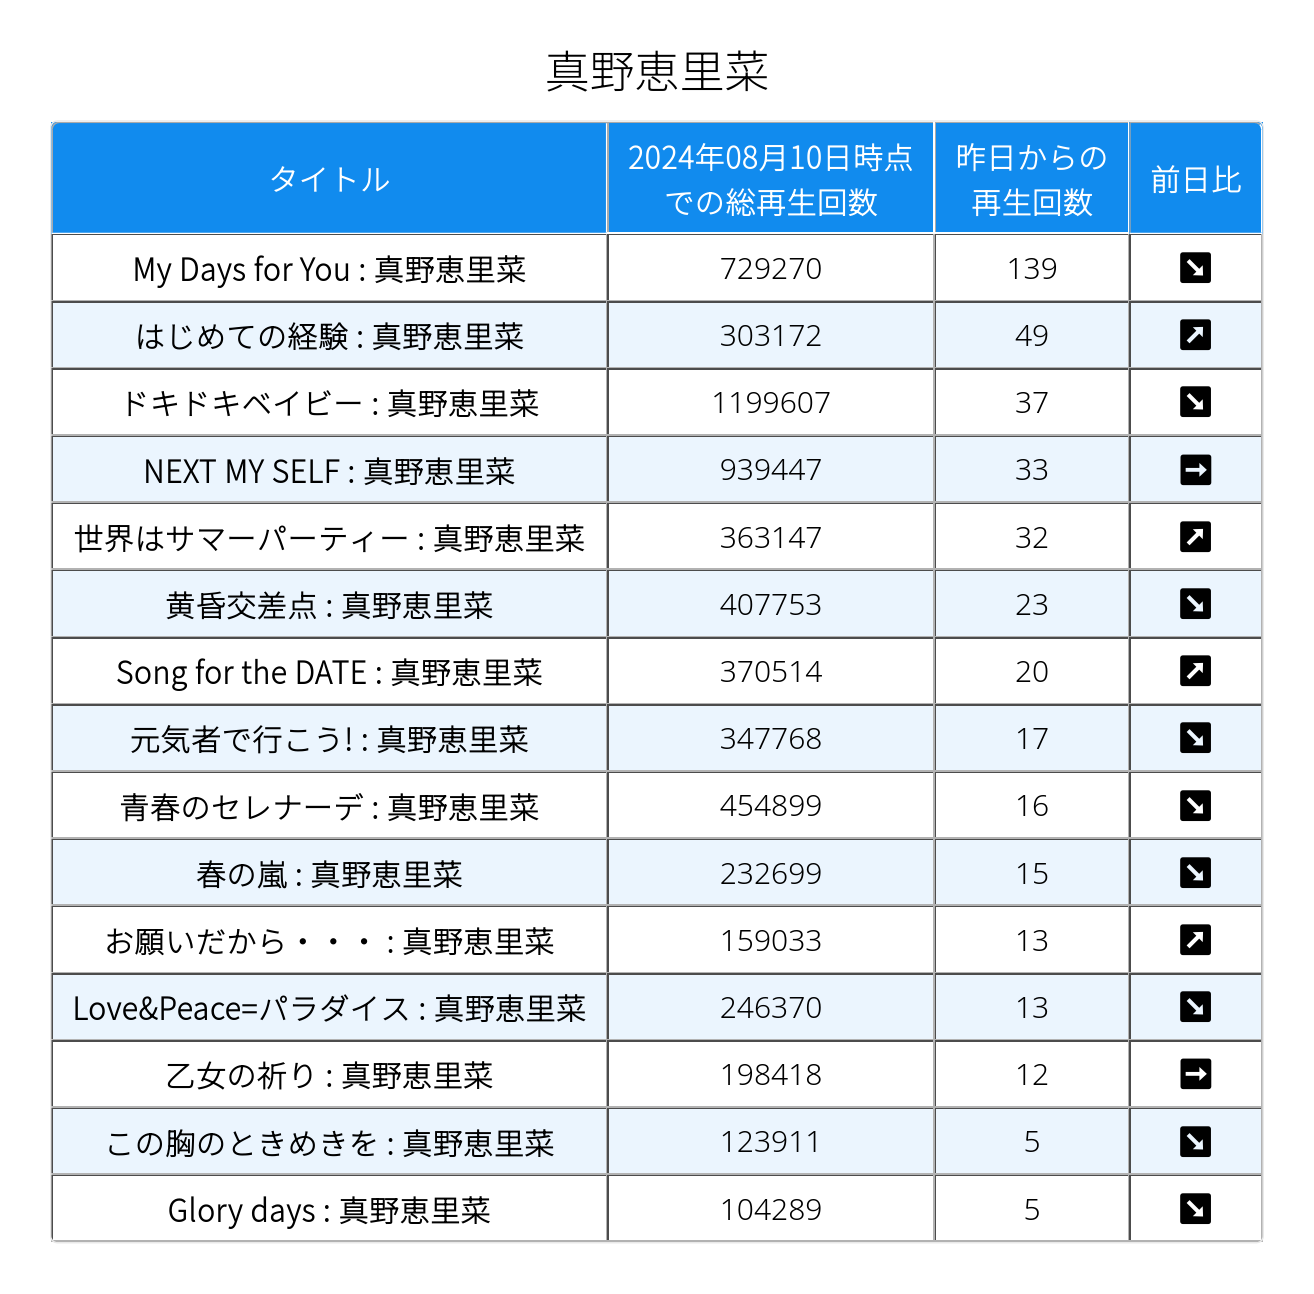 真野恵里菜
タイトル
2024年08月10日時点
での総再生回数
昨日からの
再生回数
前日比
My Days for You : 真野恵里菜 729270 139 ↘
はじめての経験 : 真野恵里菜 303172 49 ↗
ドキドキベイビー : 真野恵里菜 1199607 37 ↘
NEXT MY SELF : 真野恵里菜 939447 33 →
世界はサマーパーティー : 真野恵里菜 363147 32 ↗
黄昏交差点 : 真野恵里菜 407753 23 ↘
Song for the DATE : 真野恵里菜 370514 20 ↗
元気者で行こう! : 真野恵里菜 347768 17 ↘
青春のセレナーデ : 真野恵里菜 454899 16 ↘
春の嵐 : 真野恵里菜 232699 15 ↘
お願いだから・・・ : 真野恵里菜 159033 13 ↗
Love&Peace=パラダイス : 真野恵里菜 246370 13 ↘
乙女の祈り : 真野恵里菜 198418 12 →
この胸のときめきを : 真野恵里菜 123911 5 ↘
Glory days : 真野恵里菜 104289 5 ↘